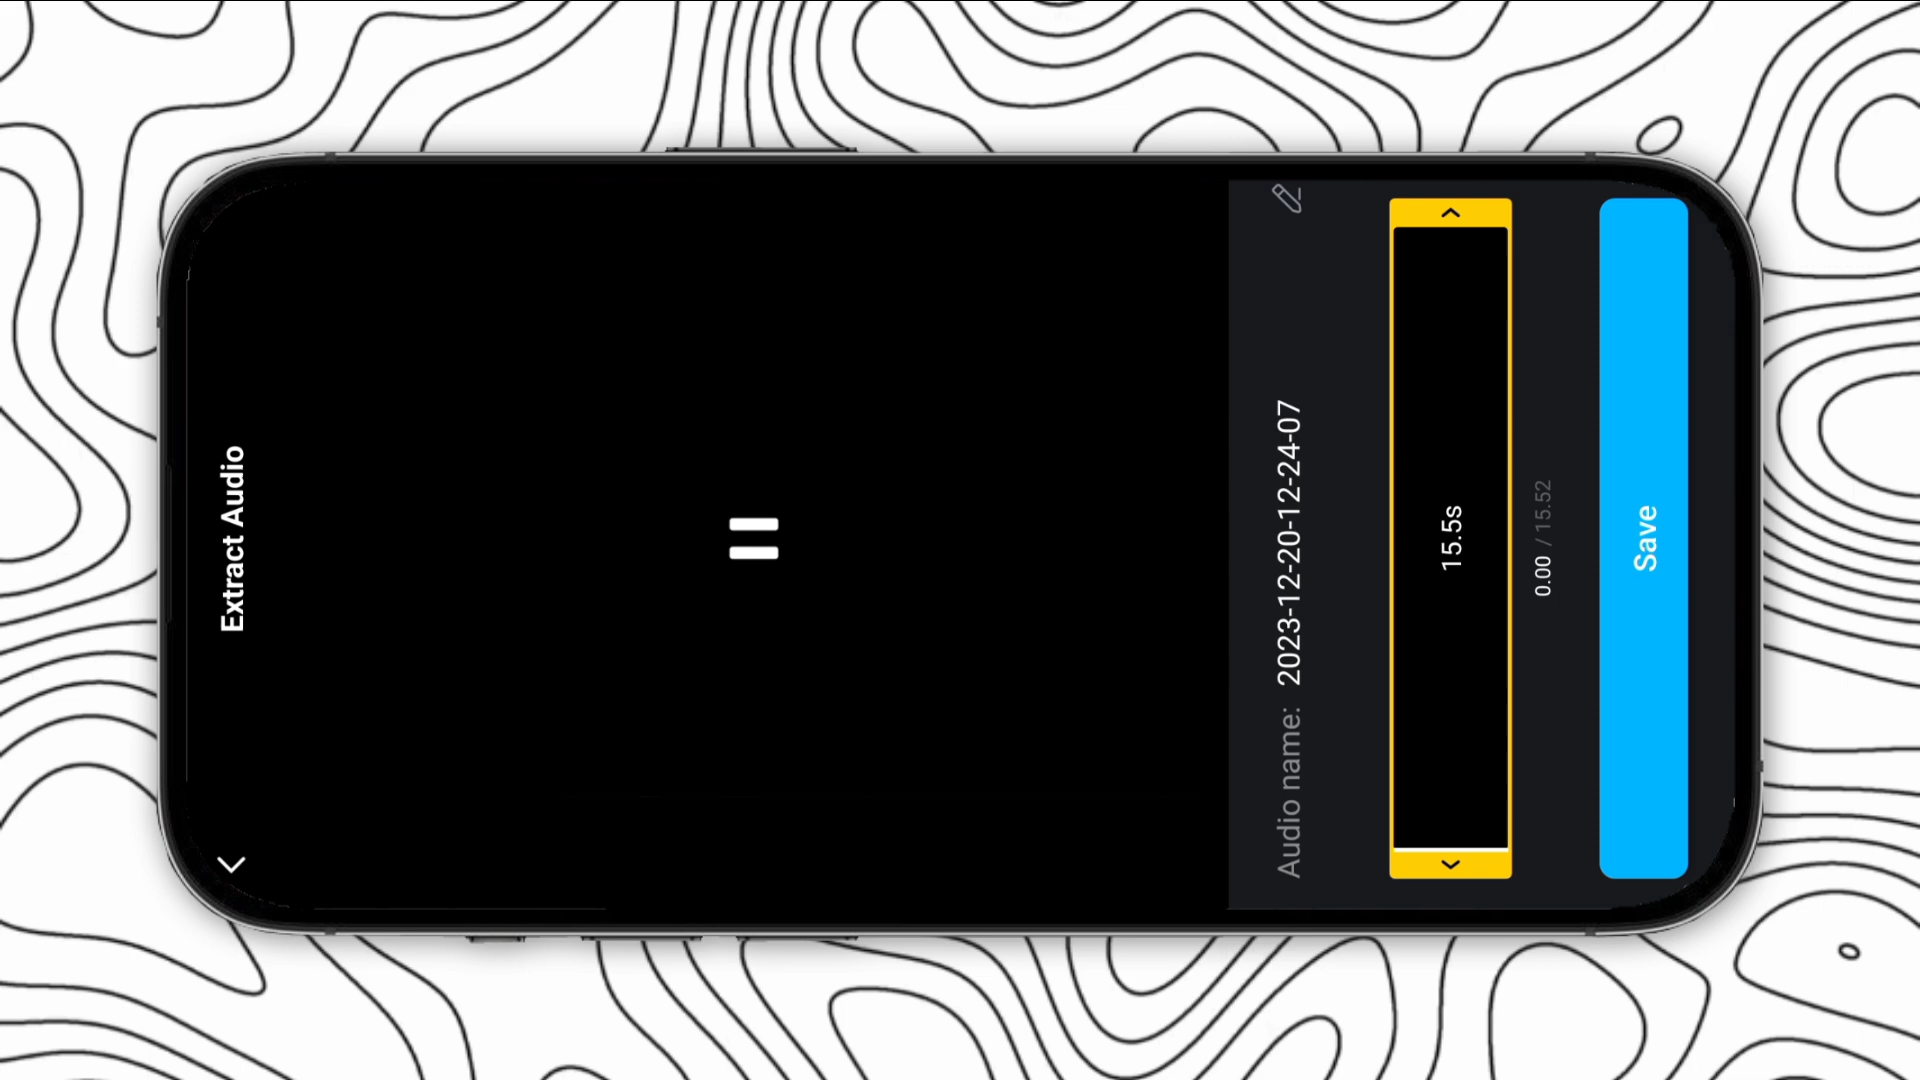 Extract Audio
Audio name: 2023-12-20-12-24-07
15.5s
0.00 / 15.52
Save